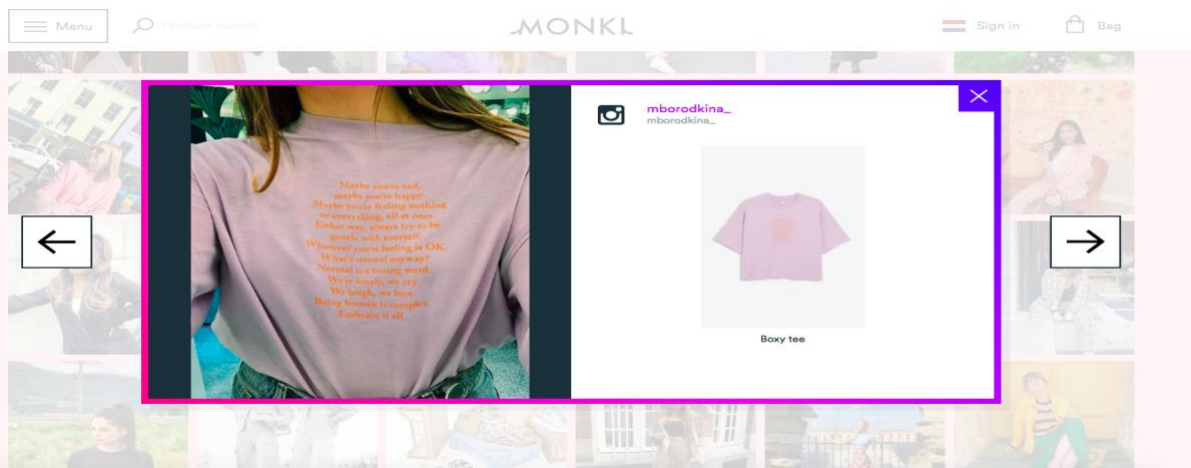 Menu
Product search
MONKI
Sign in
Bag
mborodkina_
mborodkina_
Maybe you're sad,
maybe you're happy.
Maybe you're feeling nothing
or everything, all at once
Either way, always try to be
gentle with yourself.
Whatever you're feeling is OK.
What's normal anyway?
Normal is a boring word.
We're lonely, we cry.
We laugh, we love.
Being human is complex.
Embrace it all.
Boxy tee